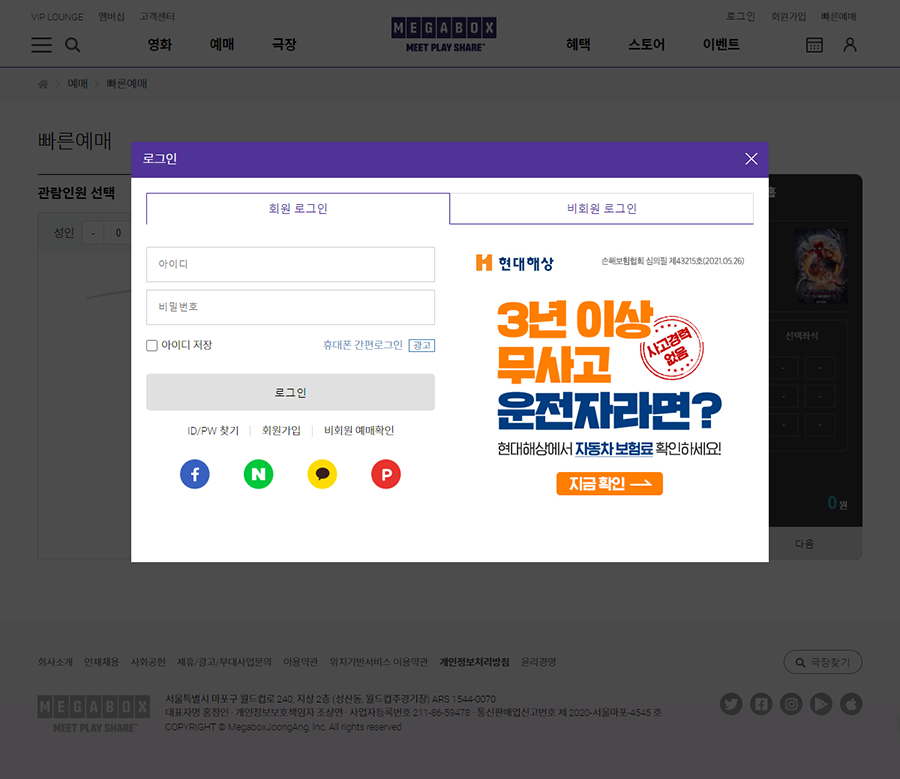 VIP LOUNGE 멤버십 고객센터
로그인 회원가입 빠른예매
영화 예매 극장
MEGABOX
MEET PLAY SHARE™
혜택 스토어 이벤트
예매 빠른예매
빠른예매
관람인원 선택
성인 - 0
로그인
회원 로그인
비회원 로그인
아이디
비밀번호
아이디 저장
휴대폰 간편로그인 광고
로그인
ID/PW 찾기 회원가입 비회원 예매확인
f N P
H 현대해상
손해보험협회 심의필 제43215호(2021.05.26)
3년 이상
무사고
사고경력
없음
운전자라면?
현대해상에서 자동차 보험료 확인하세요!
지금 확인
선택좌석
- -
- -
- -
0 원
다음
회사소개 인재채용 사회공헌 제휴/광고/부대사업문의 이용약관 위치기반서비스 이용약관 개인정보처리방침 윤리경영
극장찾기
MEGABOX
MEET PLAY SHARE™
서울특별시 마포구 월드컵로 240, 지상 2층 (성산동, 월드컵주경기장) ARS 1544-0070
대표자명 홍정인 · 개인정보보호책임자 조상연 · 사업자등록번호 211-86-59478 · 통신판매업신고번호 제 2020-서울마포-4545 호
COPYRIGHT © MegaboxJoongAng, Inc. All rights reserved